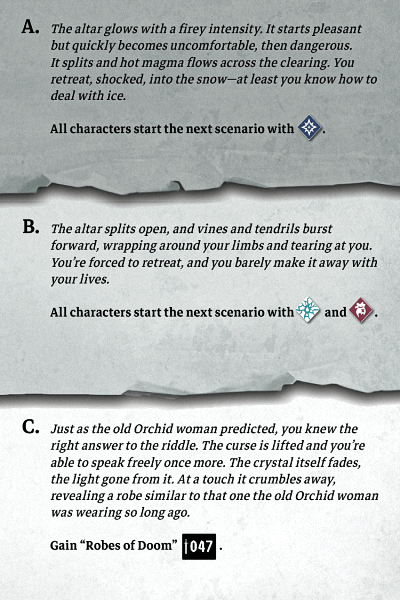 A. The altar glows with a firey intensity. It starts pleasant
but quickly becomes uncomfortable, then dangerous.
It splits and hot magma flows across the clearing. You
retreat, shocked, into the snow—at least you know how to
deal with ice.
All characters start the next scenario with .
B. The altar splits open, and vines and tendrils burst
forward, wrapping around your limbs and tearing at you.
You're forced to retreat, and you barely make it away with
your lives.
All characters start the next scenario with and .
C. Just as the old Orchid woman predicted, you knew the
right answer to the riddle. The curse is lifted and you're
able to speak freely once more. The crystal itself fades,
the light gone from it. At a touch it crumbles away,
revealing a robe similar to that one the old Orchid woman
was wearing so long ago.
Gain “Robes of Doom” 047 .